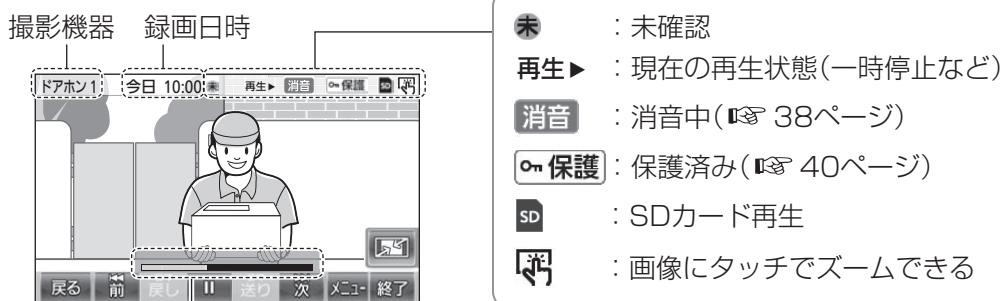 撮影機器 録画日時
ドアホン1 今日 10:00 未 再生▶ 消音 保護 SD
戻る 前 戻し 送り 次 メニュー 終了
未 : 未確認
再生▶ : 現在の再生状態(一時停止など)
消音 : 消音中(☞ 38ページ)
保護 : 保護済み(☞ 40ページ)
SD : SDカード再生
: 画像にタッチでズームできる